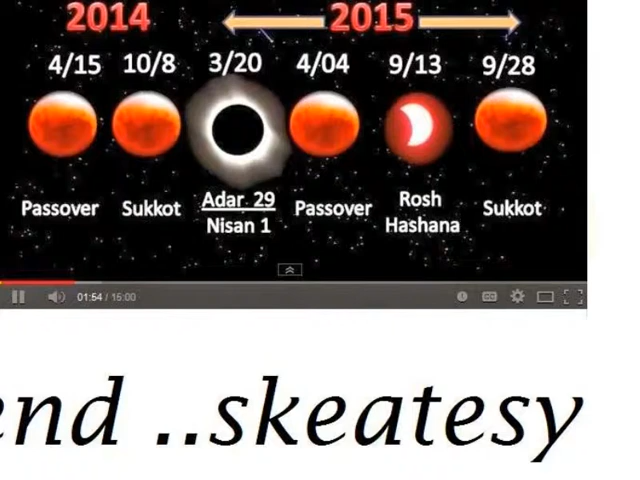 2014 2015
4/15 10/8 3/20 4/04 9/13 9/28
Passover Sukkot Adar. 29 Passover Rosh Sukkot
Nisan 1 Hashana
01:54 / 15:00
end ..skeatesy